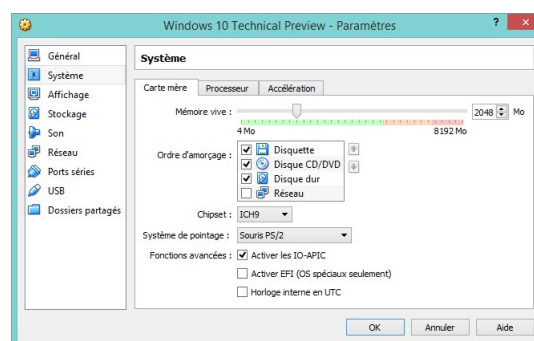 Windows 10 Technical Preview - Paramètres
? ×
Général
Système
Affichage
Stockage
Son
Réseau
Ports séries
USB
Dossiers partagés
Système
Carte mère Processeur Accélération
Mémoire vive : 2048 Mo
4 Mo 8192 Mo
Ordre d'amorçage : Disquette
Disque CD/DVD
Disque dur
Réseau
Chipset : ICH9
Système de pointage : Souris PS/2
Fonctions avancées : Activer les IO-APIC
Activer EFI (OS spéciaux seulement)
Horloge interne en UTC
OK Annuler Aide